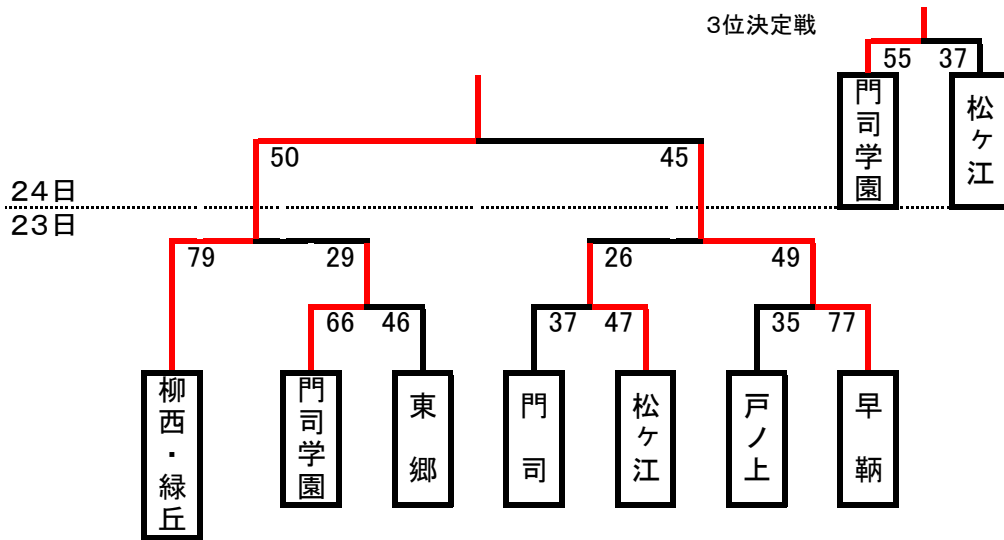 3位決定戦
55 37
門司学園
松ヶ江
50 45
24日
23日
79 29 26 49
66 46 37 47 35 77
柳西・緑丘
門司学園
東郷
門司
松ヶ江
戸ノ上
早鞆